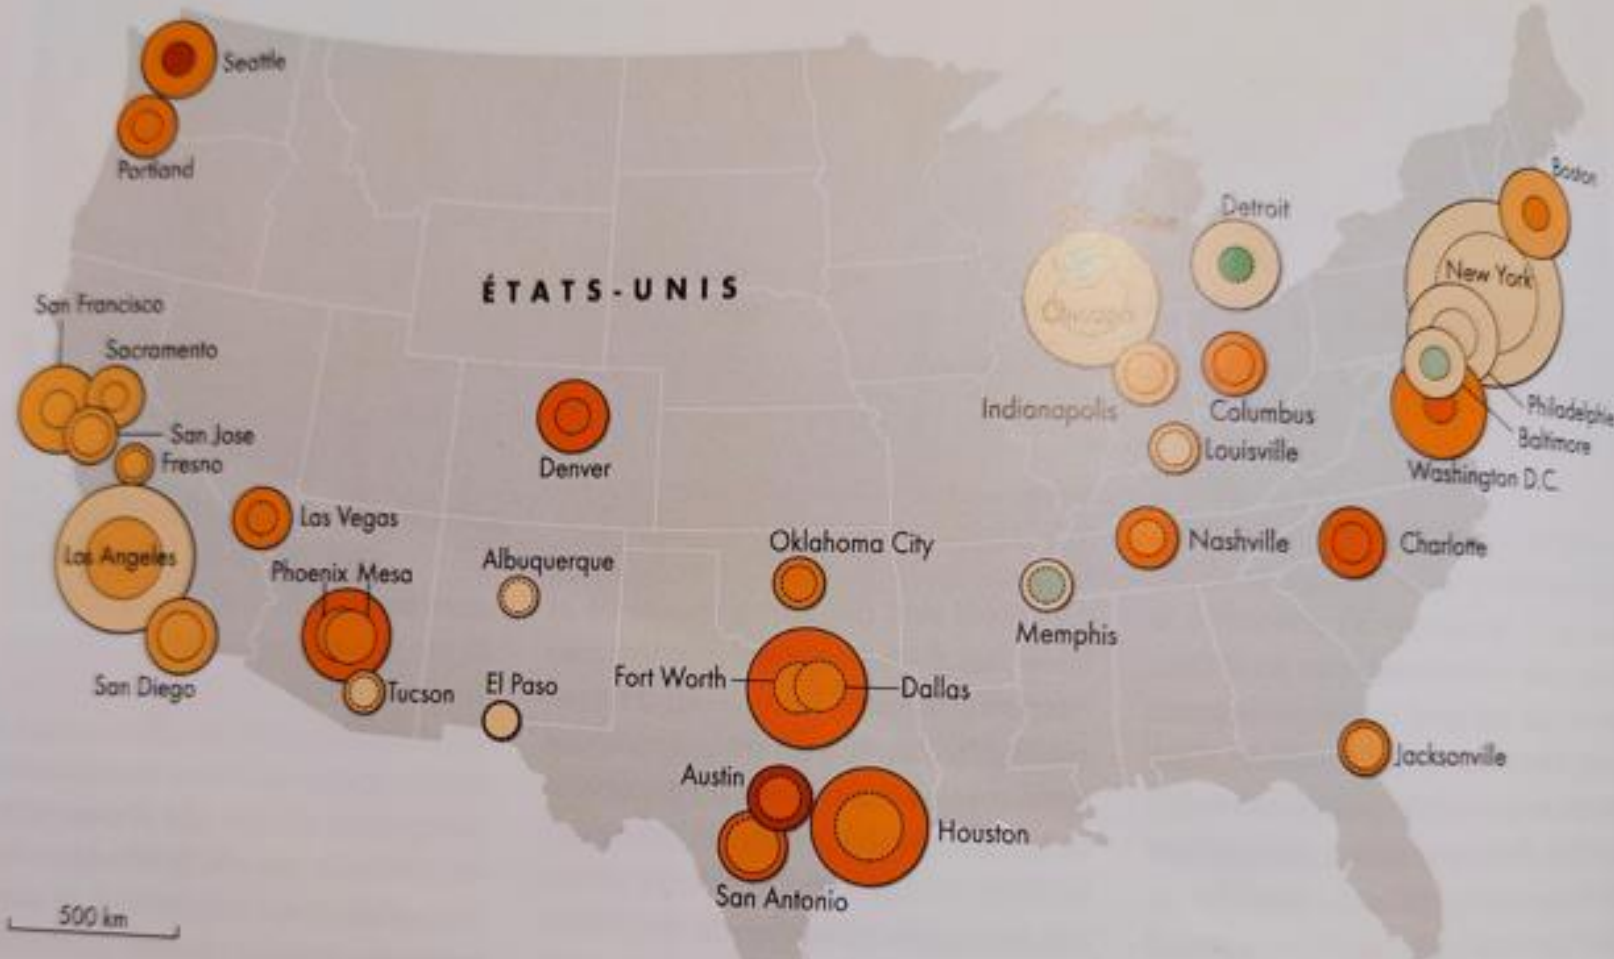 Seattle
Portland
Boston
Detroit
New York
ÉTATS-UNIS
San Francisco
Chicago
Sacramento
Indianapolis
Columbus
Philadelphie
San Jose
Baltimore
Fresno
Louisville
Denver
Washington D.C.
Las Vegas
Los Angeles
Oklahoma City
Nashville
Charlotte
Albuquerque
Phoenix Mesa
Memphis
San Diego
Tucson
El Paso
Fort Worth
Dallas
Jacksonville
Austin
Houston
San Antonio
500 km